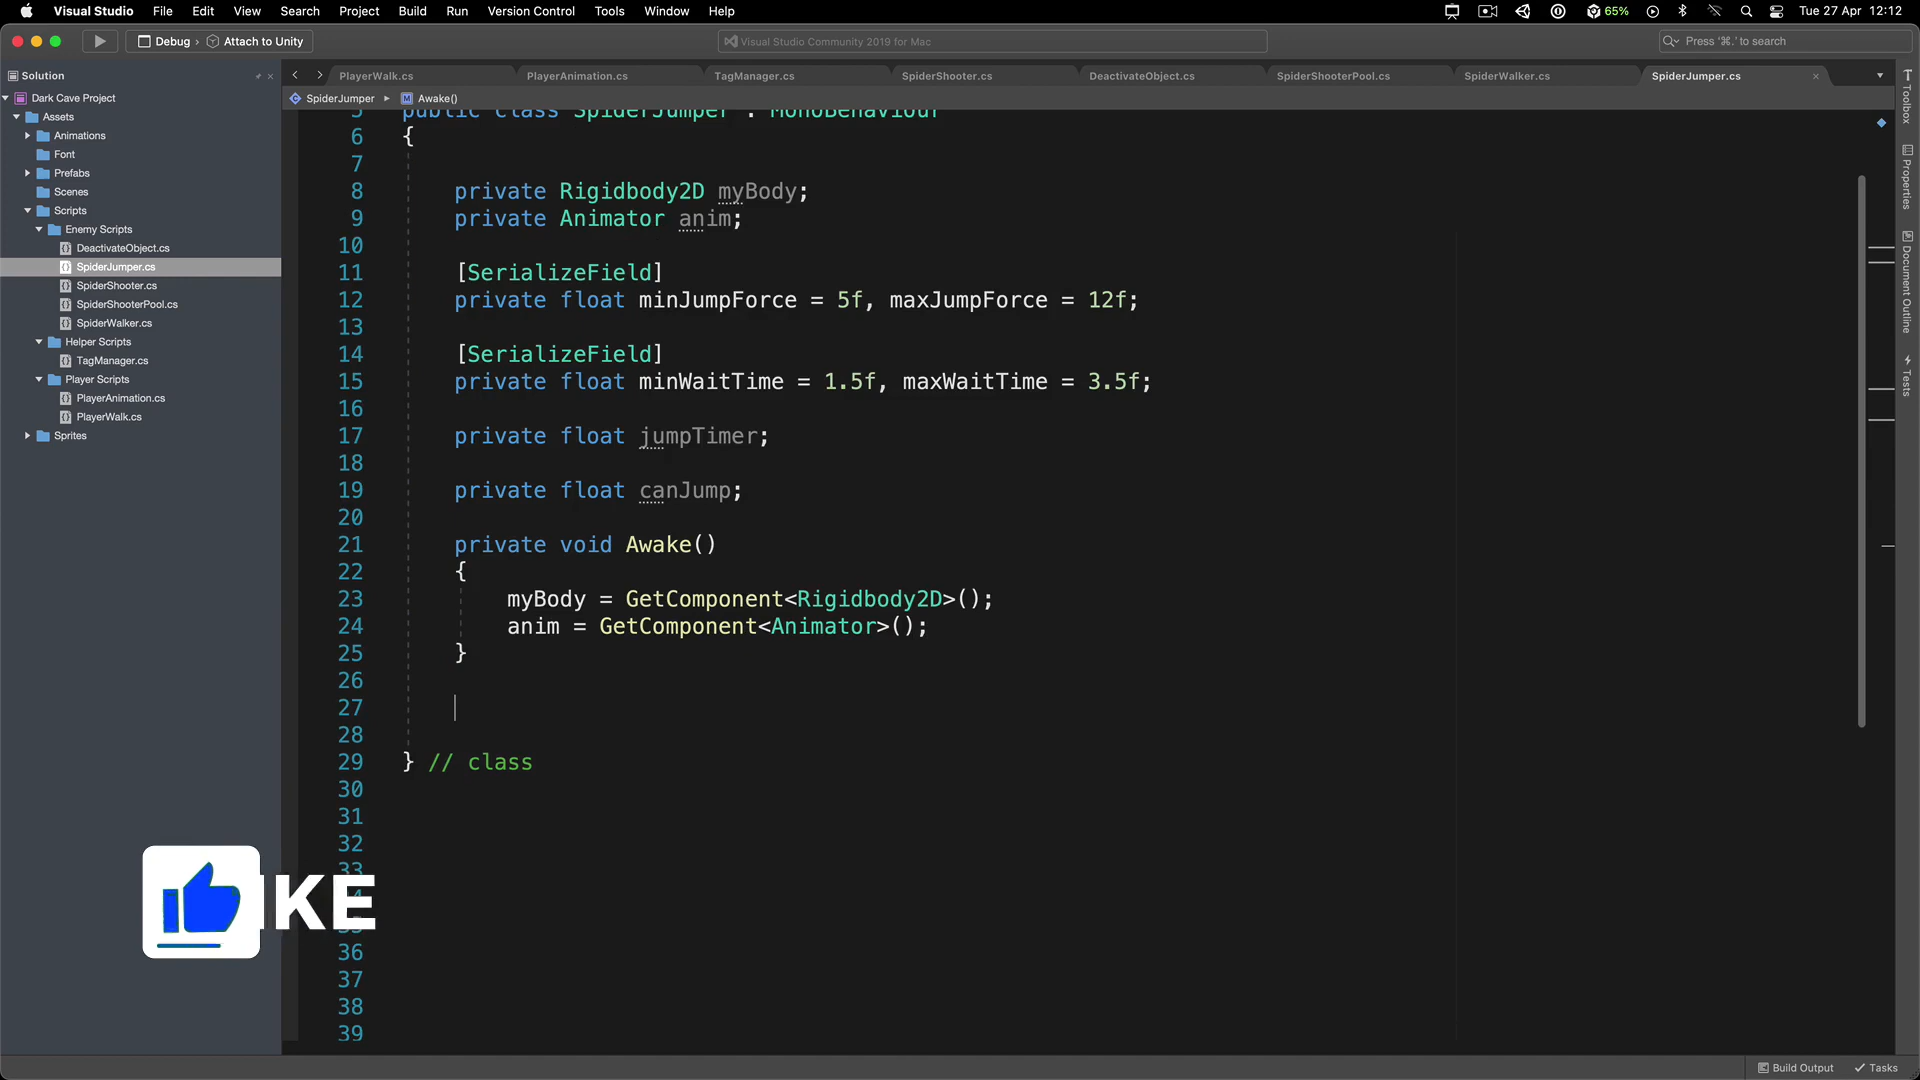 Visual Studio File Edit View Search Project Build Run Version Control Tools Window Help 65% Tue 27 Apr 12:12
Debug › Attach to Unity Visual Studio Community 2019 for Mac Press '⌘.' to search
Solution
PlayerWalk.cs PlayerAnimation.cs TagManager.cs SpiderShooter.cs DeactivateObject.cs SpiderShooterPool.cs SpiderWalker.cs SpiderJumper.cs
SpiderJumper Awake()
Dark Cave Project
Assets
Animations
Font
Prefabs
Scenes
Scripts
Enemy Scripts
DeactivateObject.cs
SpiderJumper.cs
SpiderShooter.cs
SpiderShooterPool.cs
SpiderWalker.cs
Helper Scripts
TagManager.cs
Player Scripts
PlayerAnimation.cs
PlayerWalk.cs
Sprites
5 public class SpiderJumper : MonoBehaviour
6 {
7
8 private Rigidbody2D myBody;
9 private Animator anim;
10
11 [SerializeField]
12 private float minJumpForce = 5f, maxJumpForce = 12f;
13
14 [SerializeField]
15 private float minWaitTime = 1.5f, maxWaitTime = 3.5f;
16
17 private float jumpTimer;
18
19 private float canJump;
20
21 private void Awake()
22 {
23 myBody = GetComponent<Rigidbody2D>();
24 anim = GetComponent<Animator>();
25 }
26
27
28
29 } // class
30
31
32
33
36
37
38
39
IKE
Toolbox
Properties
Document Outline
Tests
Build Output Tasks